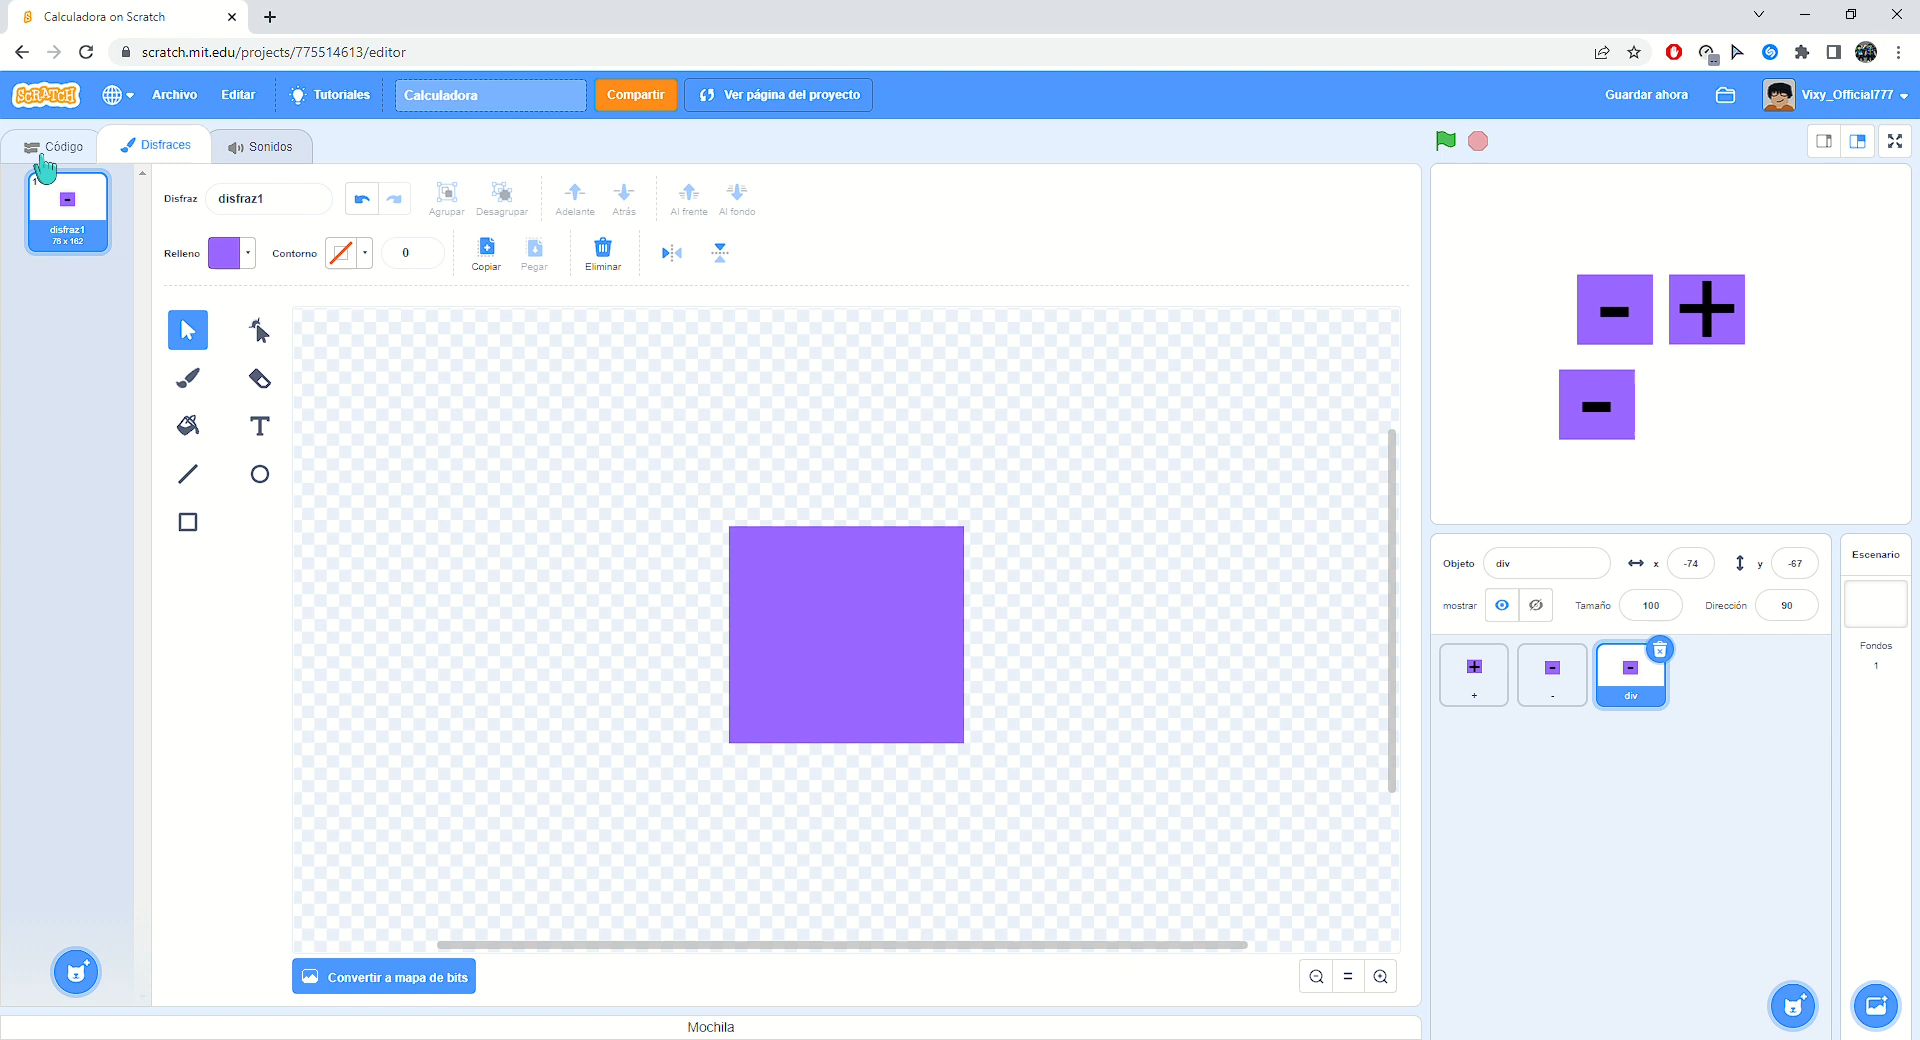 Calculadora on Scratch
scratch.mit.edu/projects/775514613/editor
SCRATCH
Archivo
Editar
Tutoriales
Calculadora
Compartir
Ver página del proyecto
Guardar ahora
Vixy_Official777
Código
Disfraces
Sonidos
1
disfraz1
78 x 162
Disfraz
disfraz1
Agrupar
Desagrupar
Adelante
Atrás
Al frente
Al fondo
Relleno
Contorno
0
Copiar
Pegar
Eliminar
T
- +
-
Objeto
div
x
-74
y
-67
mostrar
Tamaño
100
Dirección
90
+
-
div
Escenario
Fondos
1
Convertir a mapa de bits
=
Mochila